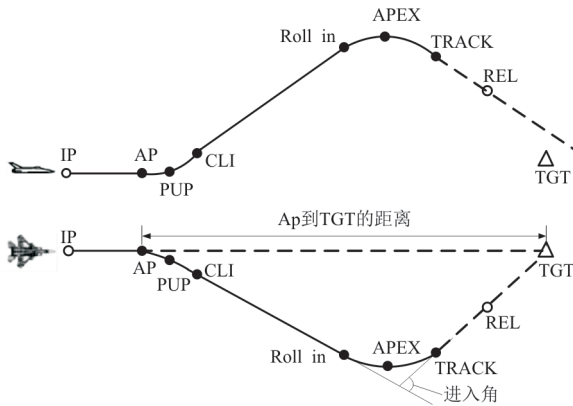 APEX
Roll in
TRACK
REL
IP
AP
CLI
PUP
TGT
Ap到TGT的距离
IP
AP
PUP
CLI
TGT
REL
Roll in
APEX
TRACK
进入角